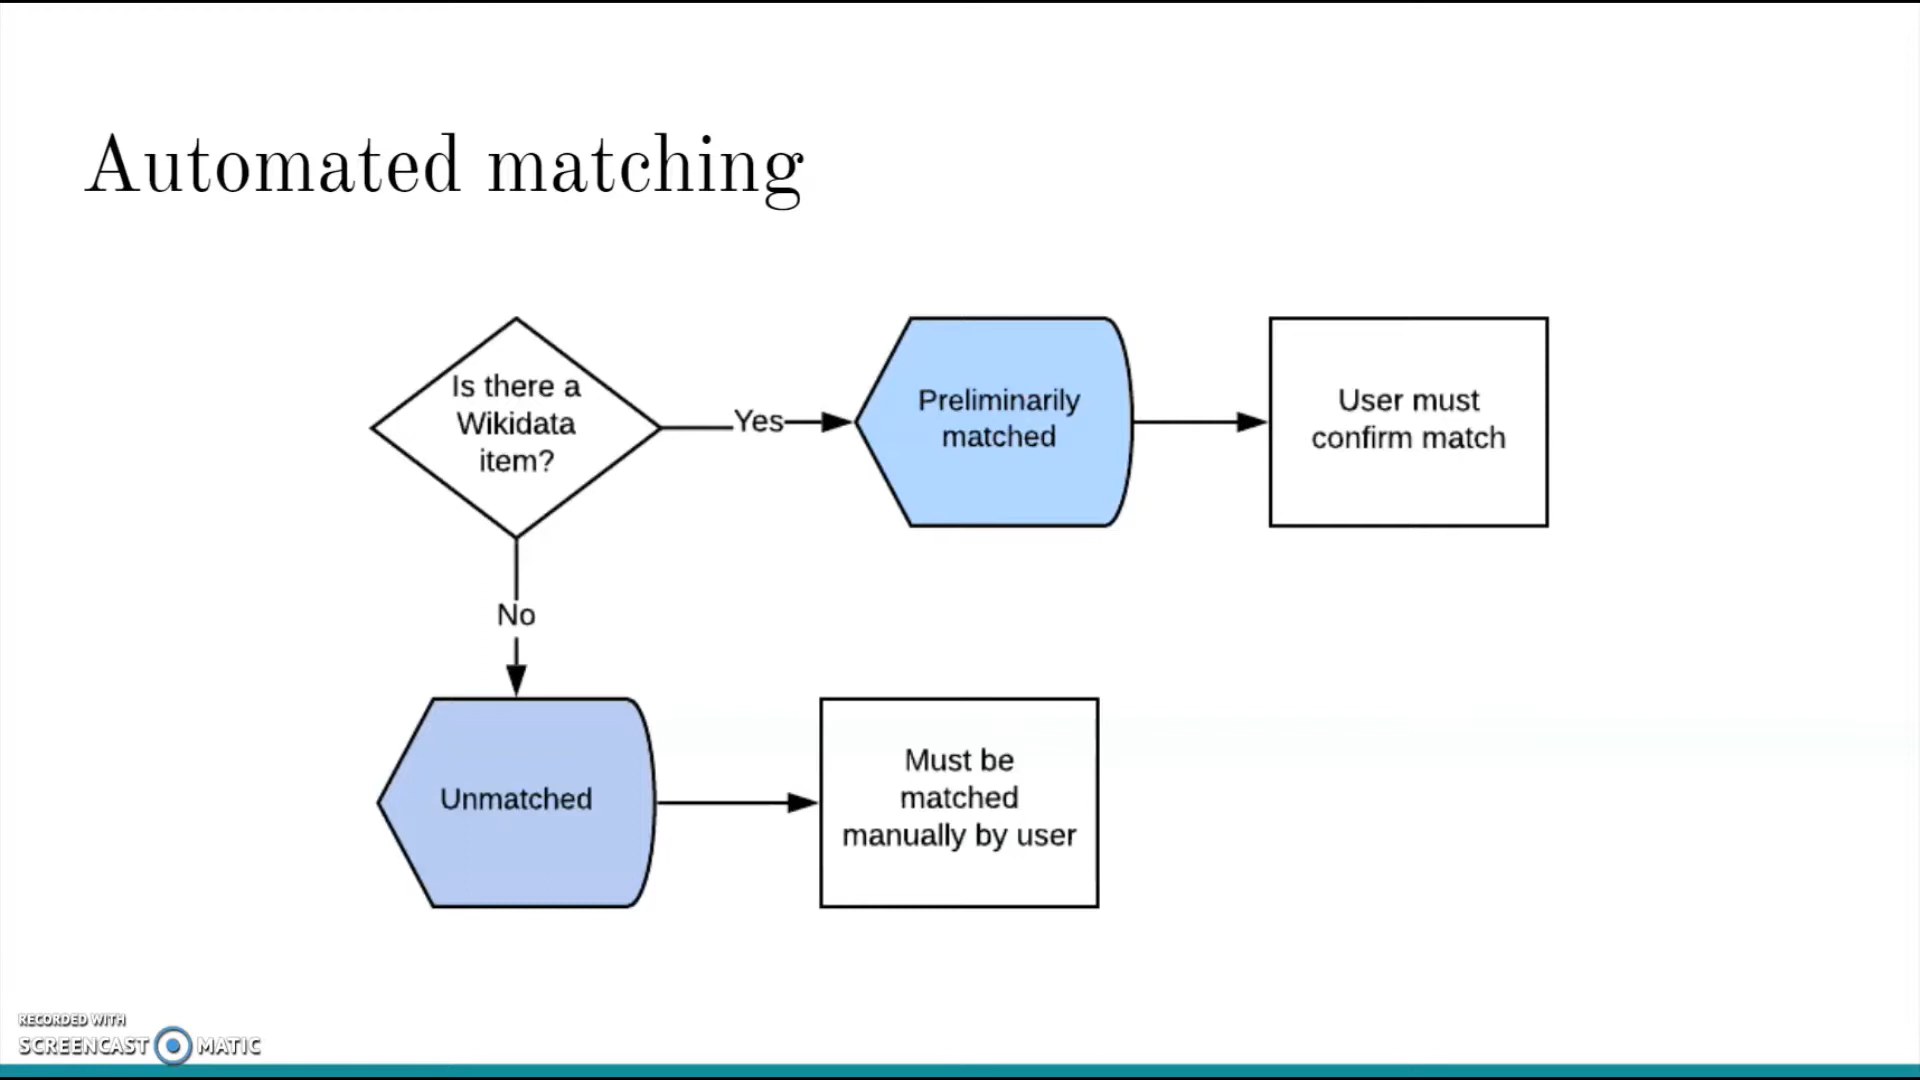 Automated matching
Is there a
Wikidata
item?
Yes
Preliminarily
matched
User must
confirm match
No
Unmatched
Must be
matched
manually by user
RECORDED WITH
SCREENCAST MATIC